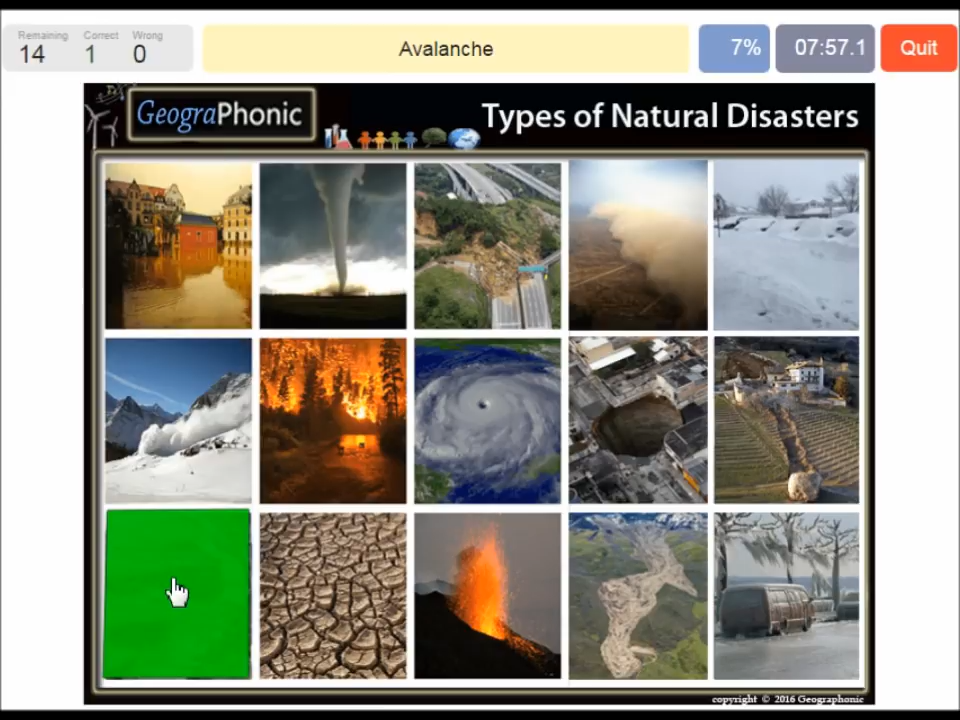 Remaining Correct Wrong
14 1 0
Avalanche
7%
07:57.1
Quit
GeograPhonic
Types of Natural Disasters
copyright © 2016 Geographonic